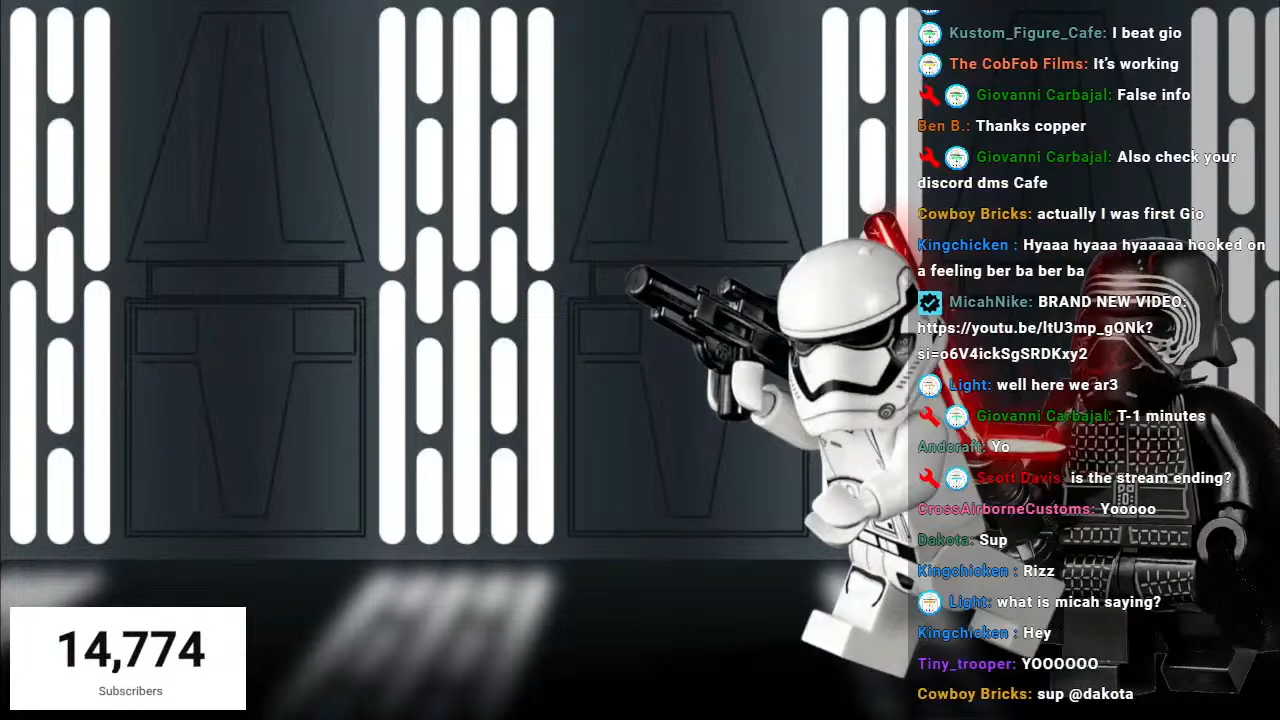 Kustom_Figure_Cafe: I beat gio
The CobFob Films: It's working
Giovanni Carbajal: False info
Ben B.: Thanks copper
Giovanni Carbajal: Also check your
discord dms Cafe
Cowboy Bricks: actually I was first Gio
Kingchicken : Hyaaa hyaaa hyaaaaa hooked on
a feeling ber ba ber ba
MicahNike: BRAND NEW VIDEO:
https://youtu.be/ltU3mp_gONk?
si=o6V4ickSgSRDKxy2
Light: well here we ar3
Giovanni Carbajal: T-1 minutes
Andcraft: Yo
Scott Davis: is the stream ending?
CrossAirborneCustoms: Yooooo
Dakota: Sup
Kingchicken : Rizz
Light: what is micah saying?
Kingchicken : Hey
Tiny_trooper: YOOOOOO
Cowboy Bricks: sup @dakota
14,774
Subscribers